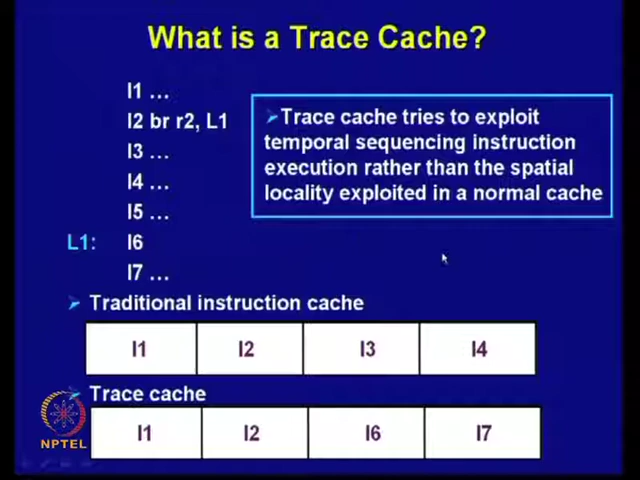 What is a Trace Cache?
I1 ...
I2 br r2, L1
I3 ...
I4 ...
I5 ...
L1: I6
I7 ...
Trace cache tries to exploit
temporal sequencing instruction
execution rather than the spatial
locality exploited in a normal cache
Traditional instruction cache
I1 I2 I3 I4
Trace cache
I1 I2 I6 I7
NPTEL